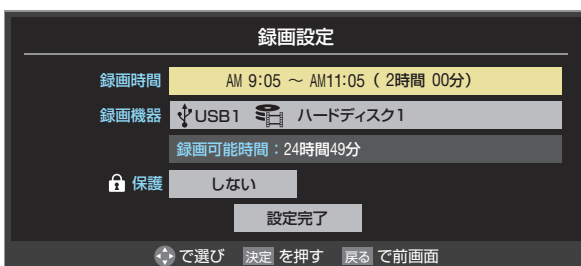 録画設定
録画時間 AM 9:05 ～ AM11:05 ( 2時間 00分)
録画機器 USB1 ハードディスク1
録画可能時間：24時間49分
保護 しない
設定完了
で選び 決定 を押す 戻る で前画面